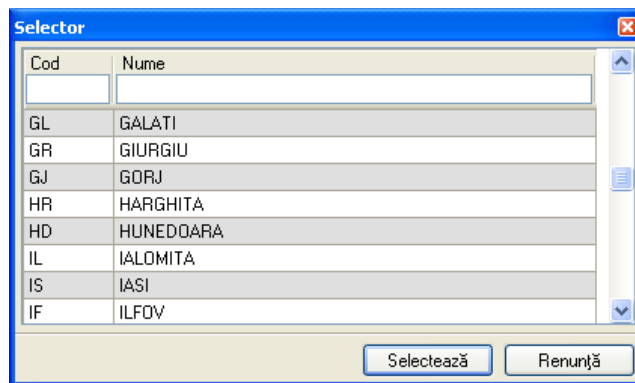 Selector
Cod Nume
GL GALATI
GR GIURGIU
GJ GORJ
HR HARGHITA
HD HUNEDOARA
IL IALOMITA
IS IASI
IF ILFOV
Selectează Renunţă